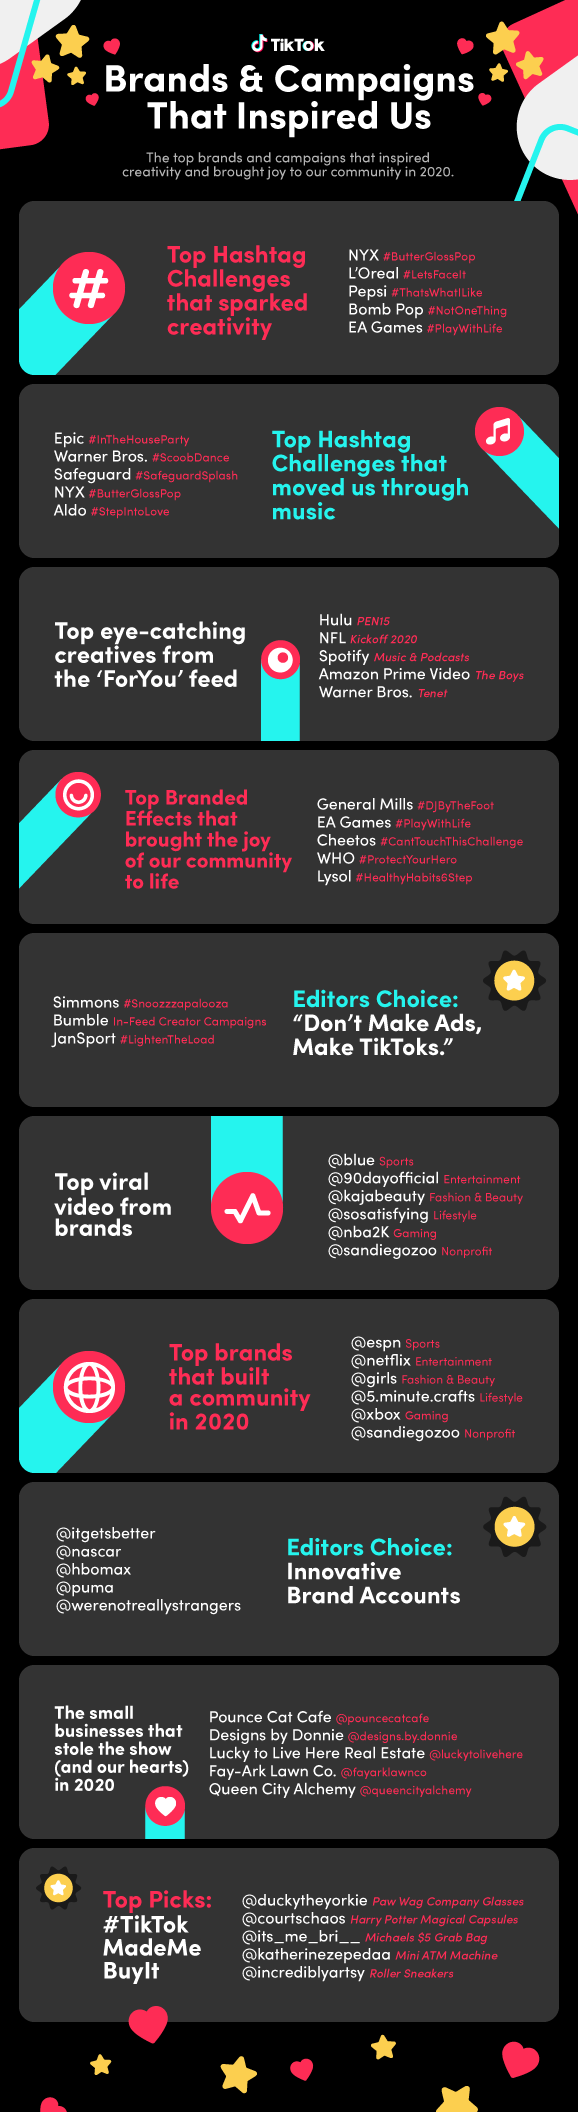 TikTok
Brands & Campaigns
That Inspired Us
The top brands and campaigns that inspired
creativity and brought joy to our community in 2020.
#
Top Hashtag
Challenges
that sparked
creativity
NYX #ButterGlossPop
L'Oreal #LetsFaceIt
Pepsi #ThatsWhatILike
Bomb Pop #NotOneThing
EA Games #PlayWithLife
Epic #InTheHouseParty
Warner Bros. #ScoobDance
Safeguard #SafeguardSplash
NYX #ButterGlossPop
Aldo #StepIntoLove
Top Hashtag
Challenges that
moved us through
music
Top eye-catching
creatives from
the 'ForYou' feed
Hulu PEN15
NFL Kickoff 2020
Spotify Music & Podcasts
Amazon Prime Video The Boys
Warner Bros. Tenet
Top Branded
Effects that
brought the joy
of our community
to life
General Mills #DJByTheFoot
EA Games #PlayWithLife
Cheetos #CantTouchThisChallenge
WHO #ProtectYourHero
Lysol #HealthyHabits6Step
Simmons #Snoozzzapalooza
Bumble In-Feed Creator Campaigns
JanSport #LightenTheLoad
Editors Choice:
"Don't Make Ads,
Make TikToks."
Top viral
video from
brands
@blue Sports
@90dayofficial Entertainment
@kajabeauty Fashion & Beauty
@sosatisfying Lifestyle
@nba2K Gaming
@sandiegozoo Nonprofit
Top brands
that built
a community
in 2020
@espn Sports
@netflix Entertainment
@girls Fashion & Beauty
@5.minute.crafts Lifestyle
@xbox Gaming
@sandiegozoo Nonprofit
@itgetsbetter
@nascar
@hbomax
@puma
@werenotreallystrangers
Editors Choice:
Innovative
Brand Accounts
The small
businesses that
stole the show
(and our hearts)
in 2020
Pounce Cat Cafe @pouncecatcafe
Designs by Donnie @designs.by.donnie
Lucky to Live Here Real Estate @luckytolivehere
Fay-Ark Lawn Co. @fayarklawnco
Queen City Alchemy @queencityalchemy
Top Picks:
#TikTok
MadeMe
BuyIt
@duckytheyorkie Paw Wag Company Glasses
@courtschaos Harry Potter Magical Capsules
@its_me_bri__ Michaels $5 Grab Bag
@katherinezepedaa Mini ATM Machine
@incrediblyartsy Roller Sneakers